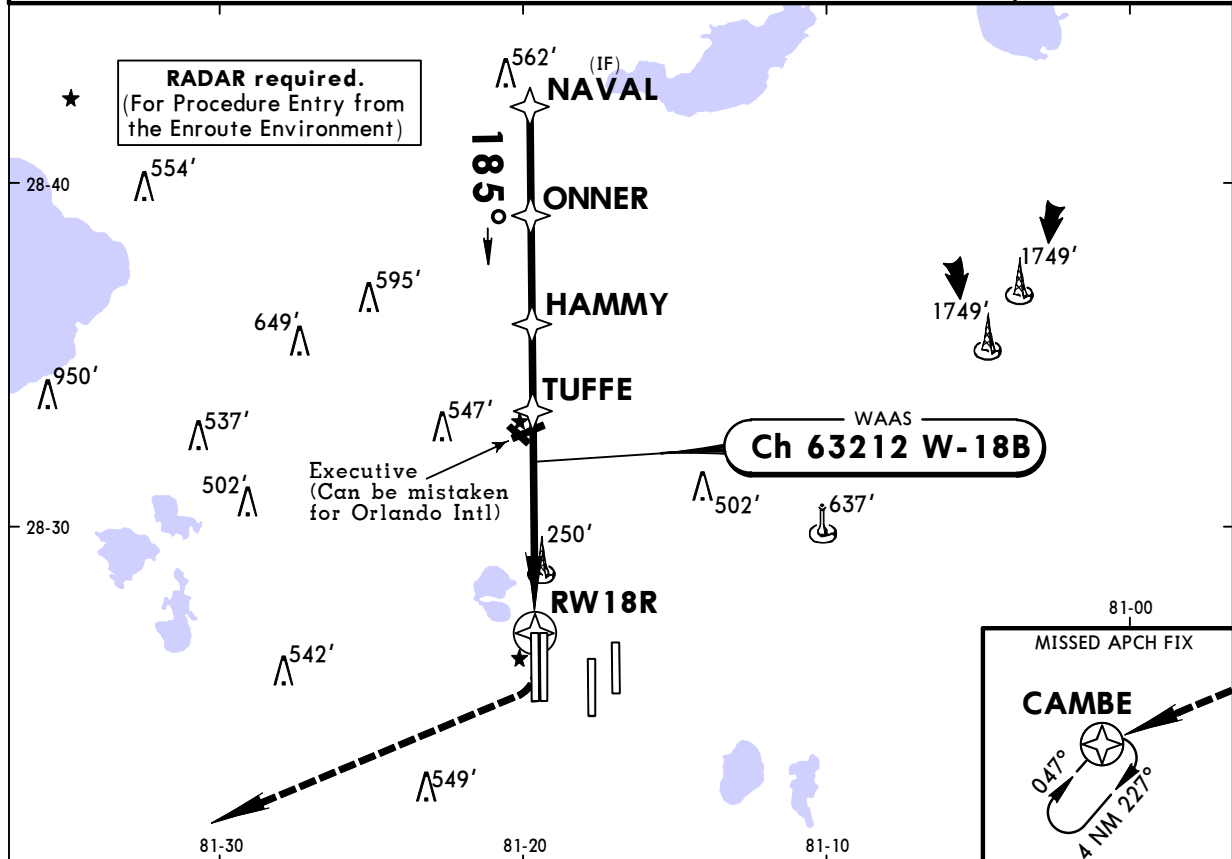 562'
(IF)
NAVAL
RADAR required.
(For Procedure Entry from
the Enroute Environment)
185°
554'
28-40
ONNER
1749'
595'
HAMMY
649'
1749'
950'
TUFFE
537'
547'
WAAS
Ch 63212 W-18B
Executive
(Can be mistaken
for Orlando Intl)
502'
502'
637'
28-30
250'
RW18R
81-00
MISSED APCH FIX
542'
CAMBE
047°
4 NM 227°
549'
81-30
81-20
81-10